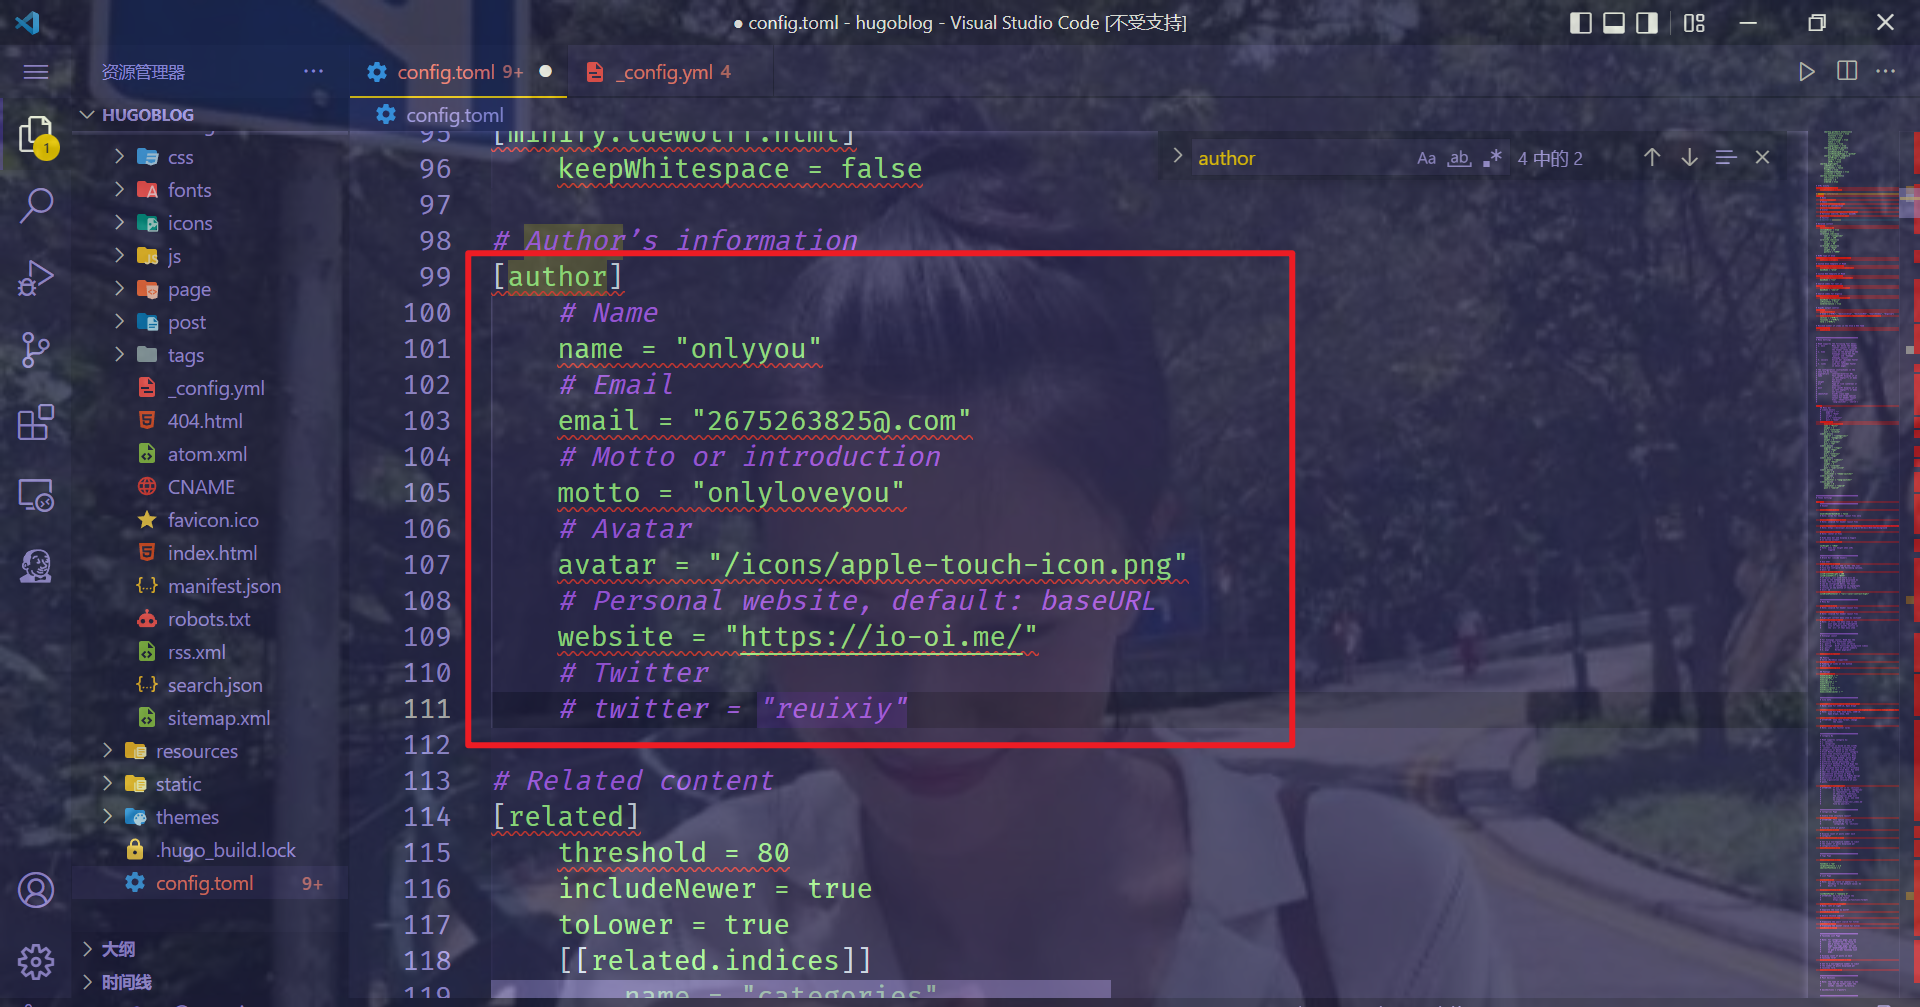 ● config.toml - hugoblog - Visual Studio Code [不受支持]
资源管理器
config.toml 9+ ●
_config.yml 4
HUGOBLOG
config.toml
1
css
fonts
icons
js
page
post
tags
_config.yml
404.html
atom.xml
CNAME
favicon.ico
index.html
manifest.json
robots.txt
rss.xml
search.json
sitemap.xml
resources
static
themes
.hugo_build.lock
config.toml 9+
大纲
时间线
author Aa ab .* 4 中的 2
95 [minify.tdewolff.html]
96 keepWhitespace = false
97
98 # Author’s information
99 [author]
100 # Name
101 name = "onlyyou"
102 # Email
103 email = "2675263825@.com"
104 # Motto or introduction
105 motto = "onlyloveyou"
106 # Avatar
107 avatar = "/icons/apple-touch-icon.png"
108 # Personal website, default: baseURL
109 website = "https://io-oi.me/"
110 # Twitter
111 # twitter = "reuixiy"
112
113 # Related content
114 [related]
115 threshold = 80
116 includeNewer = true
117 toLower = true
118 [[related.indices]]
119 name = "categories"